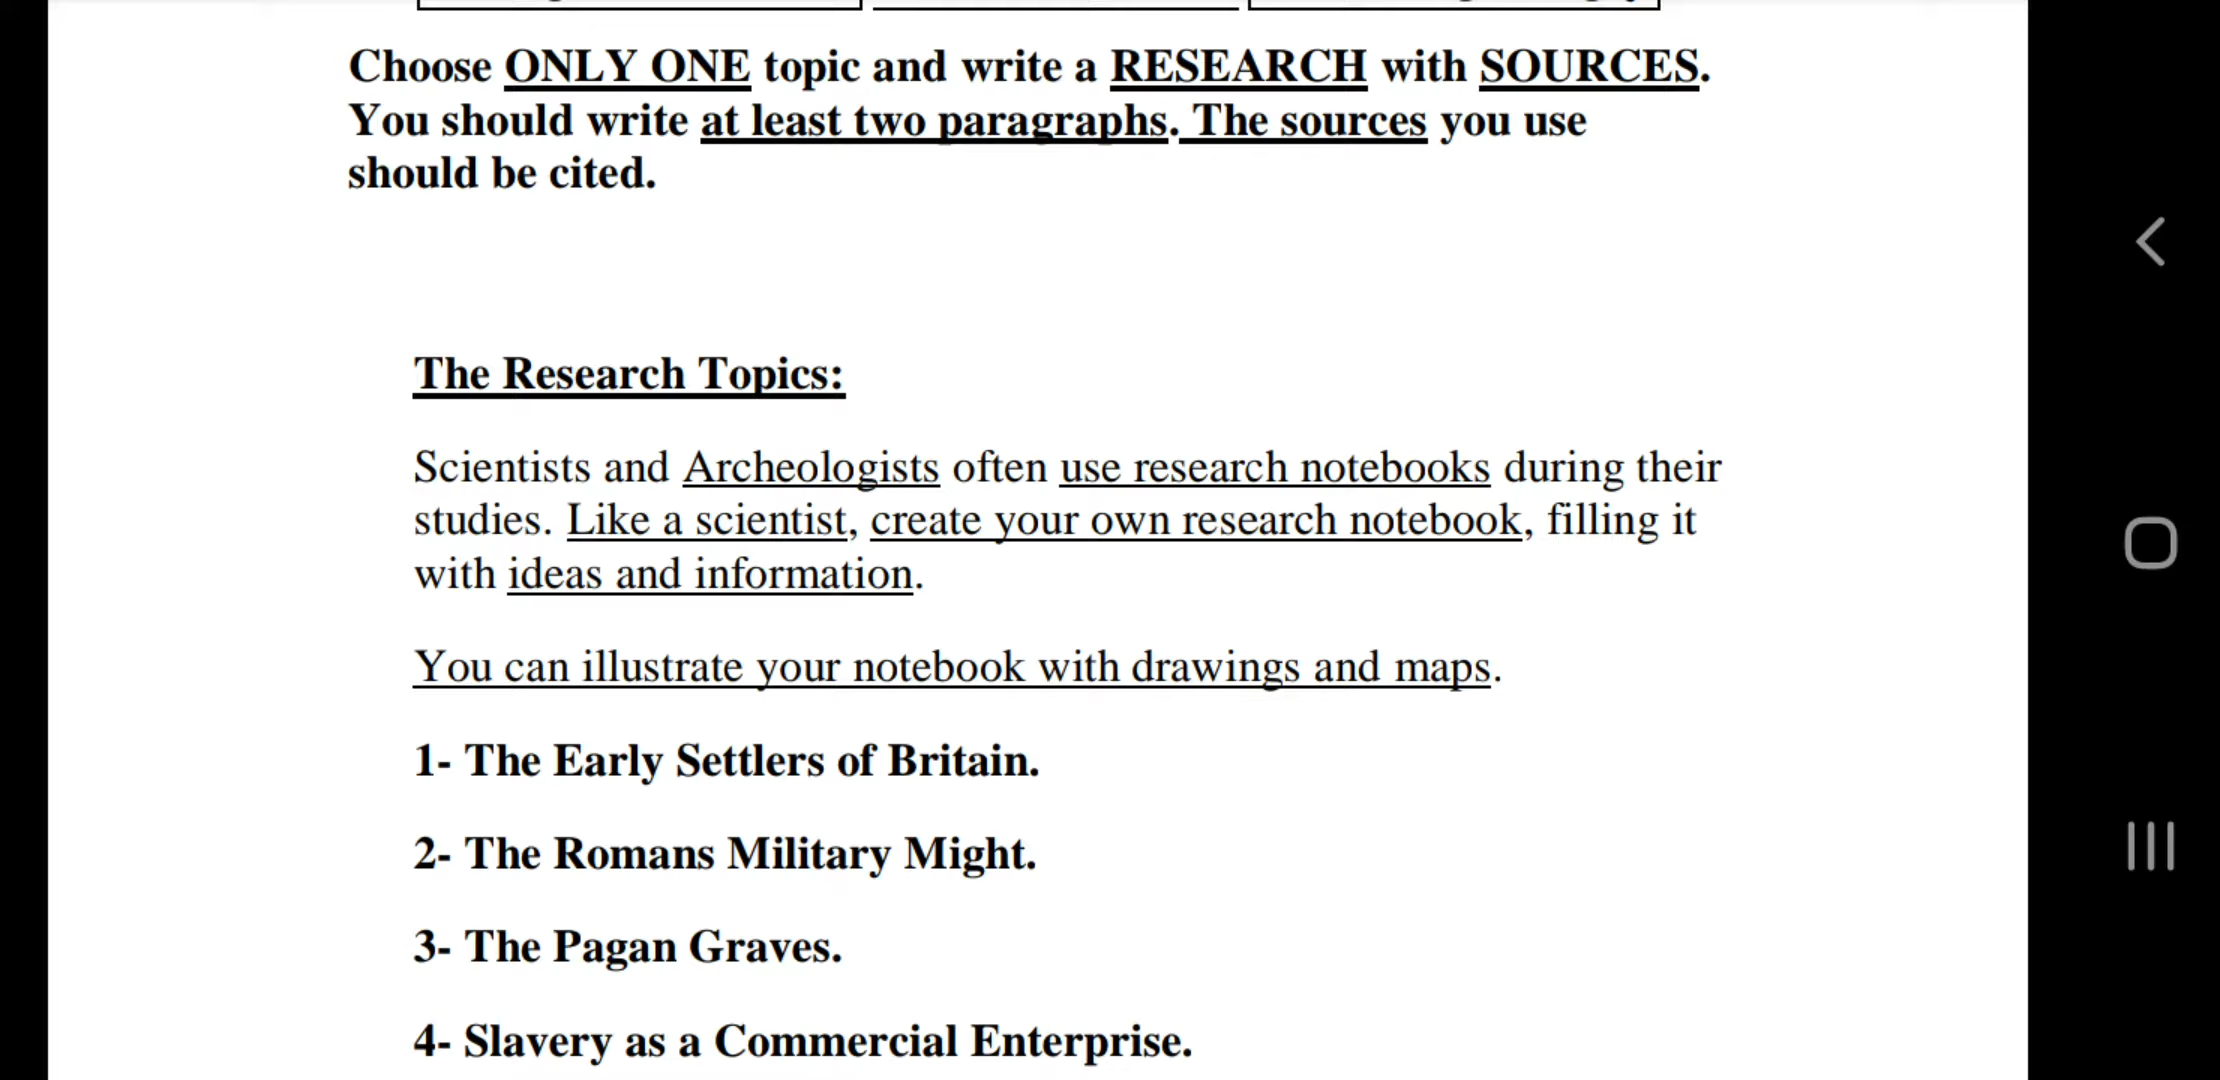 Choose ONLY ONE topic and write a RESEARCH with SOURCES.
You should write at least two paragraphs. The sources you use
should be cited.
The Research Topics:
Scientists and Archeologists often use research notebooks during their
studies. Like a scientist, create your own research notebook, filling it
with ideas and information.
You can illustrate your notebook with drawings and maps.
1- The Early Settlers of Britain.
2- The Romans Military Might.
3- The Pagan Graves.
4- Slavery as a Commercial Enterprise.